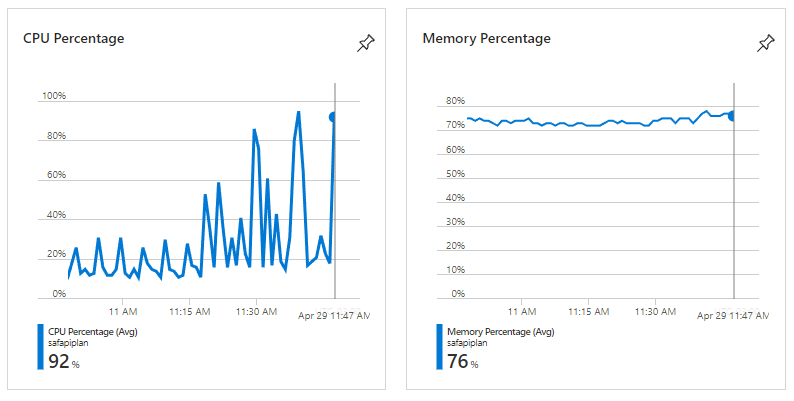 CPU Percentage
100%
80%
60%
40%
20%
0%
11 AM 11:15 AM 11:30 AM Apr 29 11:47 AM
CPU Percentage (Avg)
safapiplan
92 %
Memory Percentage
80%
70%
60%
50%
40%
30%
20%
10%
0%
11 AM 11:15 AM 11:30 AM Apr 29 11:47 AM
Memory Percentage (Avg)
safapiplan
76 %